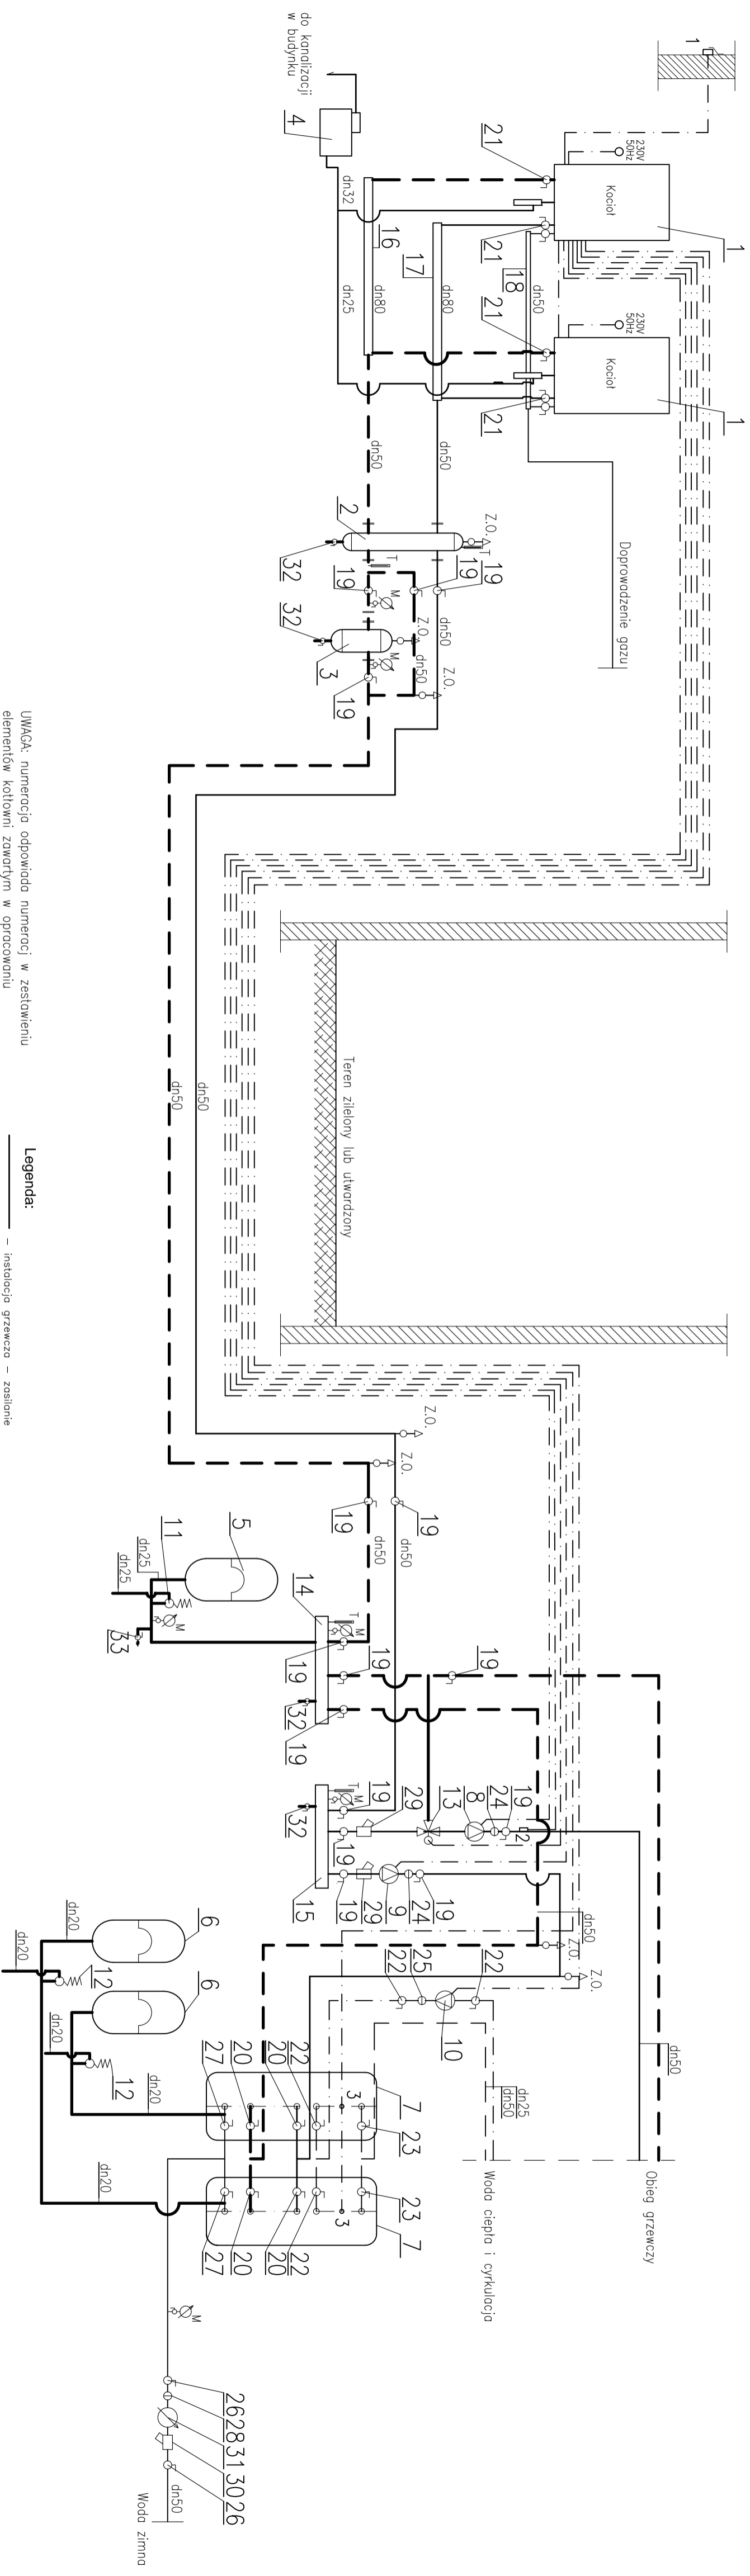 1
230V
50Hz
Kocioł
1
21
21
18
dn50
230V
50Hz
Kocioł
1
21
21
do kanalizacji
w budynku
4
dn32
dn25
16
dn80
17
dn80
dn50
dn50
Doprowadzenie gazu
2
Z.O.
T
32
T
19
M
19
19
dn50
Z.O.
dn50
32
3
M
19
Z.O.
dn50
dn50
Teren zilelony lub utwardzony
Z.O.
Z.O.
19
19
dn50
dn50
5
11
dn25
dn25
M
33
14
T
M
19
19
19
32
19
T
M
19
32
15
19
29
13
8
24
19
2
19
29
9
24
19
dn50
Z.O.
Z.O.
22
25
10
22
dn50
dn25
dn50
Obieg grzewczy
Woda ciepła i cyrkulacja
6
dn20
dn20
12
6
dn20
12
dn20
dn20
27
20
20
22
3
7
23
27
20
20
22
3
7
23
M
26
28
31
30
26
dn50
Woda zimna
UWAGA: numeracja odpowiada numeracj w zestawieniu
elementów kotłowni zawartym w opracowaniu
Legenda:
– instalacja grzewcza – zasilanie